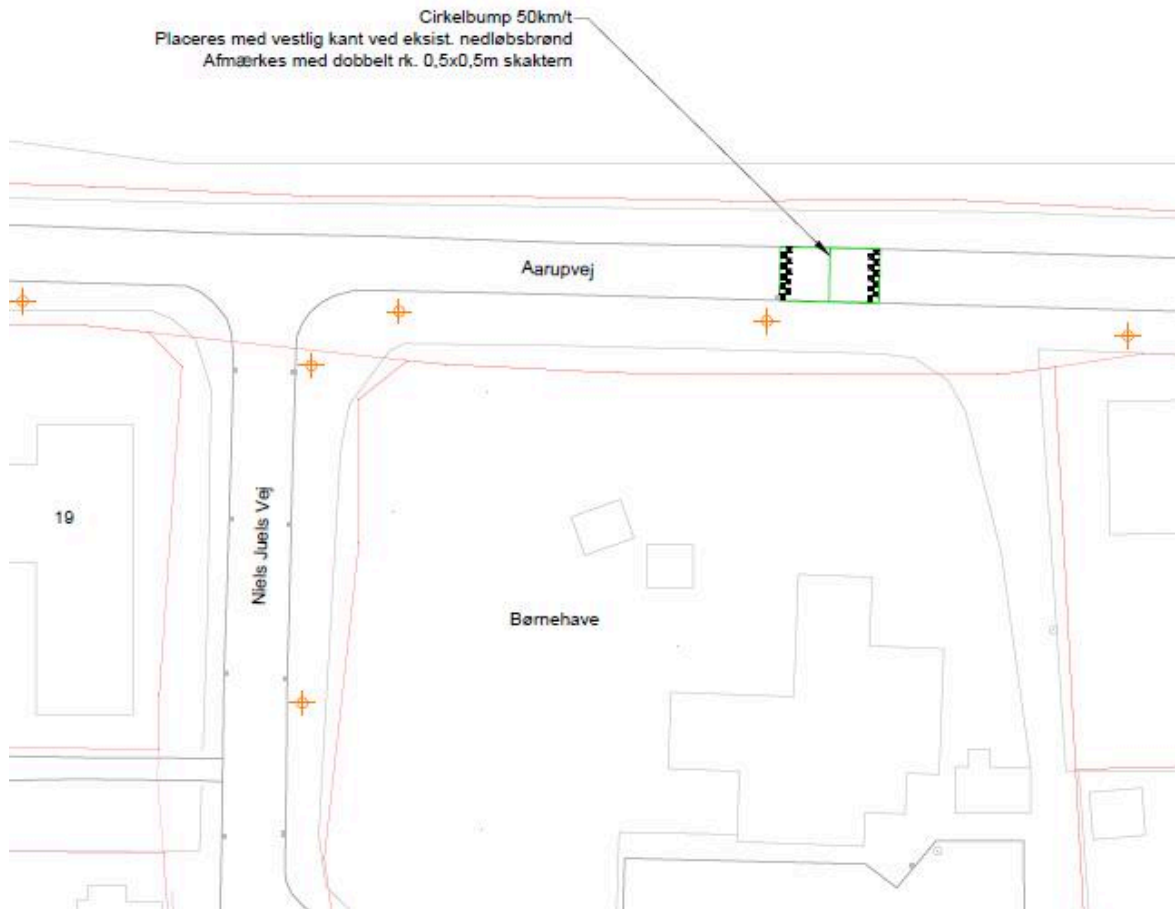 Cirkelbump 50km/t
Placeres med vestlig kant ved eksist. nedløbsbrønd
Afmærkes med dobbelt rk. 0,5x0,5m skaktern
Aarupvej
19
Niels Juels Vej
Børnehave